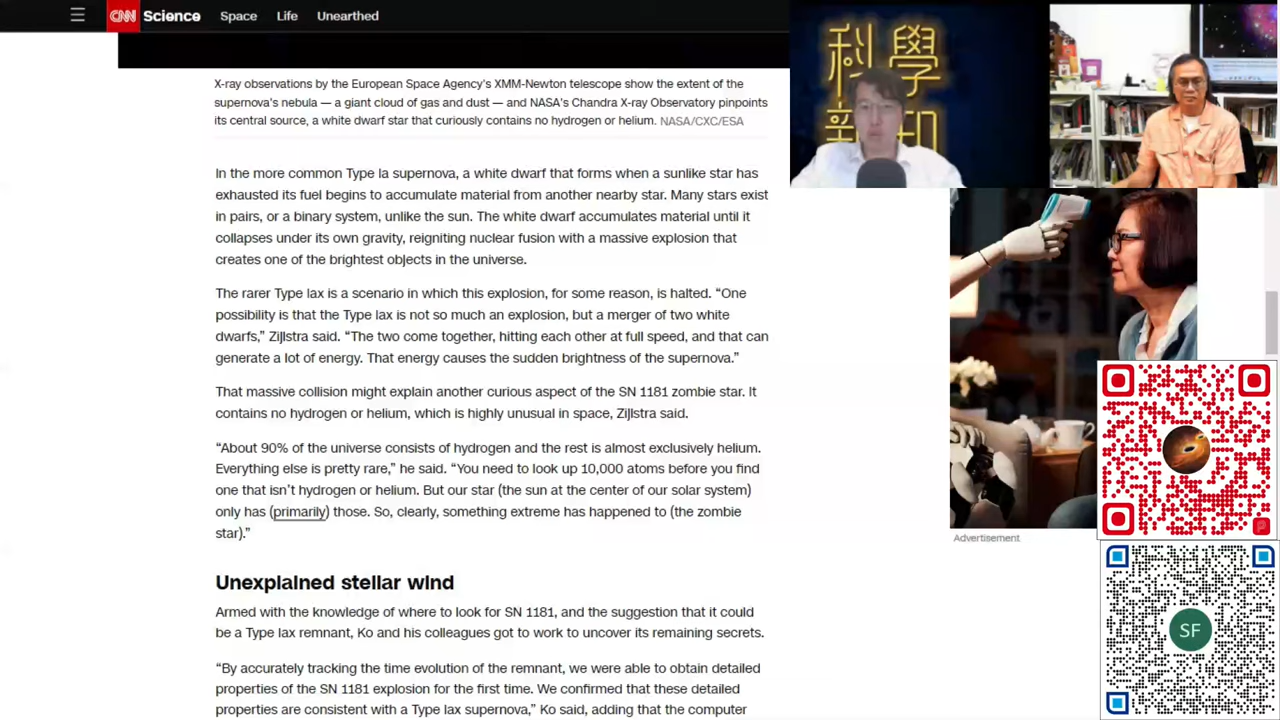 CNN Science Space Life Unearthed
X-ray observations by the European Space Agency's XMM-Newton telescope show the extent of the
supernova's nebula — a giant cloud of gas and dust — and NASA's Chandra X-ray Observatory pinpoints
its central source, a white dwarf star that curiously contains no hydrogen or helium. NASA/CXC/ESA
In the more common Type Ia supernova, a white dwarf that forms when a sunlike star has
exhausted its fuel begins to accumulate material from another nearby star. Many stars exist
in pairs, or a binary system, unlike the sun. The white dwarf accumulates material until it
collapses under its own gravity, reigniting nuclear fusion with a massive explosion that
creates one of the brightest objects in the universe.
The rarer Type Iax is a scenario in which this explosion, for some reason, is halted. “One
possibility is that the Type Iax is not so much an explosion, but a merger of two white
dwarfs,” Zijlstra said. “The two come together, hitting each other at full speed, and that can
generate a lot of energy. That energy causes the sudden brightness of the supernova.”
That massive collision might explain another curious aspect of the SN 1181 zombie star. It
contains no hydrogen or helium, which is highly unusual in space, Zijlstra said.
“About 90% of the universe consists of hydrogen and the rest is almost exclusively helium.
Everything else is pretty rare,” he said. “You need to look up 10,000 atoms before you find
one that isn't hydrogen or helium. But our star (the sun at the center of our solar system)
only has (primarily) those. So, clearly, something extreme has happened to (the zombie
star).”
Unexplained stellar wind
Armed with the knowledge of where to look for SN 1181, and the suggestion that it could
be a Type Iax remnant, Ko and his colleagues got to work to uncover its remaining secrets.
“By accurately tracking the time evolution of the remnant, we were able to obtain detailed
properties of the SN 1181 explosion for the first time. We confirmed that these detailed
properties are consistent with a Type Iax supernova,” Ko said, adding that the computer
科學
新知
Advertisement
SF